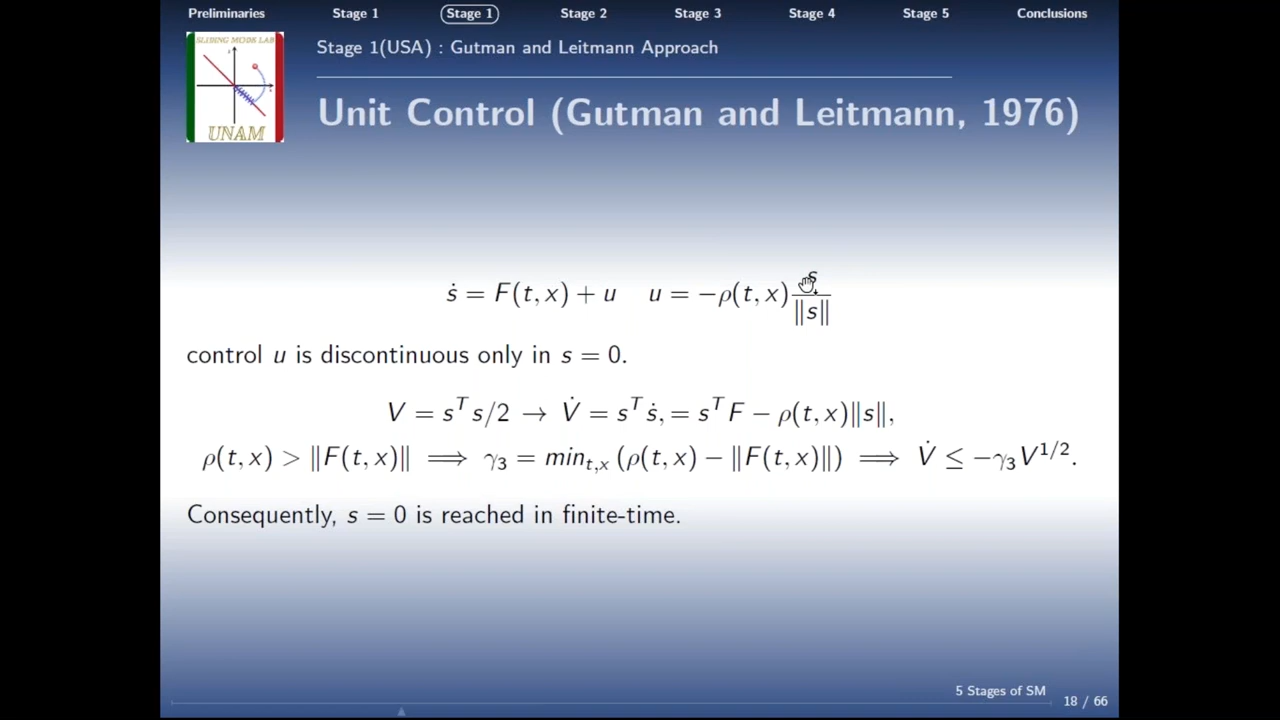 Preliminaries Stage 1 Stage 1 Stage 2 Stage 3 Stage 4 Stage 5 Conclusions
SLIDING MODE LAB
UNAM
Stage 1(USA) : Gutman and Leitmann Approach
Unit Control (Gutman and Leitmann, 1976)
ṡ = F(t, x) + u u = −ρ(t, x) s/‖s‖
control u is discontinuous only in s = 0.
V = s^T s/2 → V̇ = s^T ṡ, = s^T F − ρ(t, x)‖s‖,
ρ(t, x) > ‖F(t, x)‖ ⟹ γ₃ = min_{t,x} (ρ(t, x) − ‖F(t, x)‖) ⟹ V̇ ≤ −γ₃V^{1/2}.
Consequently, s = 0 is reached in finite-time.
5 Stages of SM
18 / 66